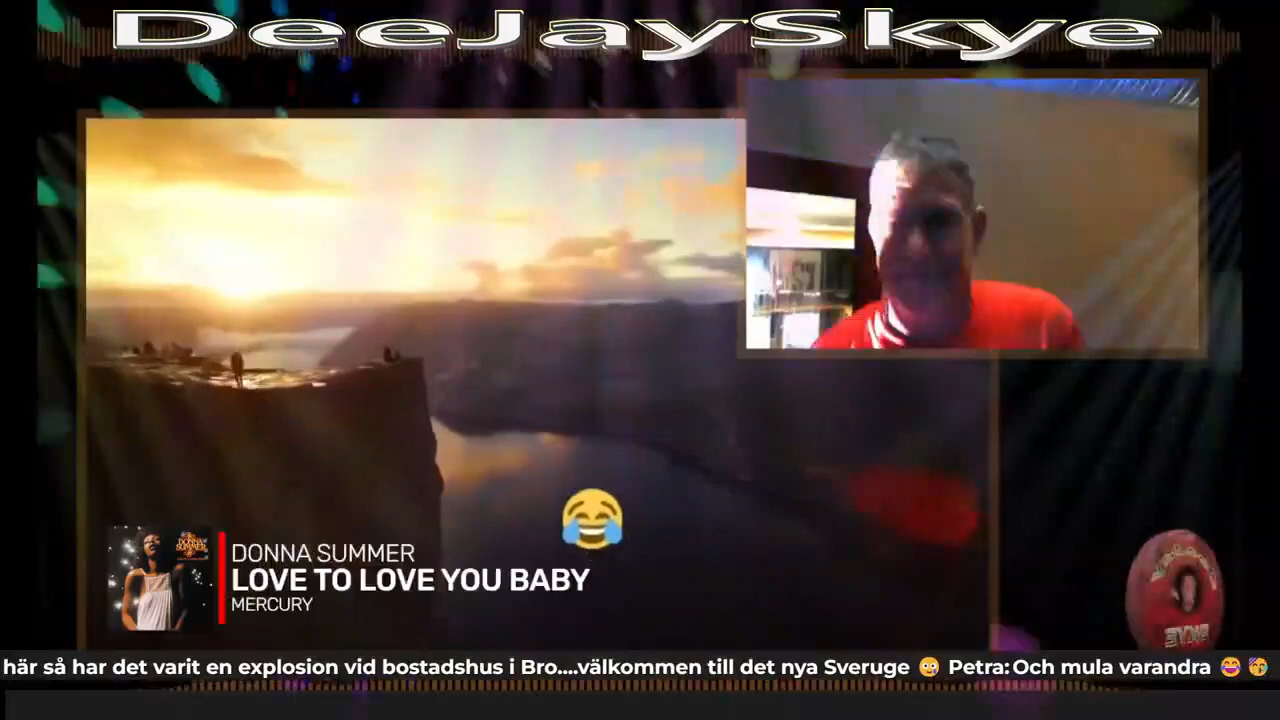 DeeJaySkye
DONNA SUMMER
LOVE TO LOVE YOU BABY
MERCURY
här så har det varit en explosion vid bostadshus i Bro....välkommen till det nya Sveruge 😳 Petra: Och mula varandra 😂 🥳